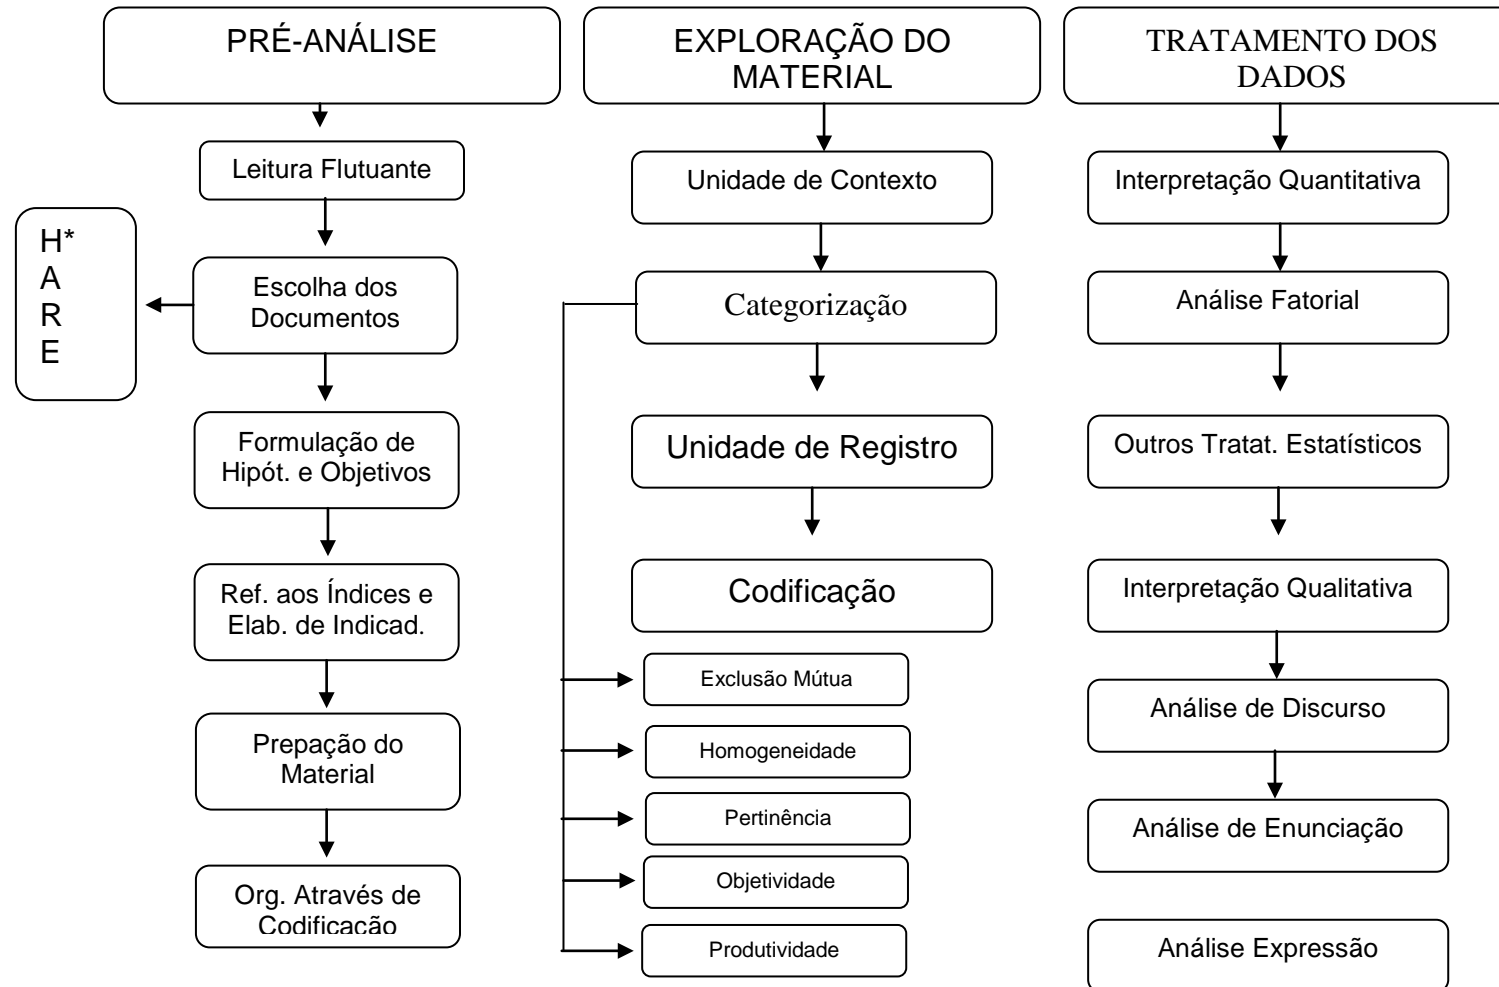 PRÉ-ANÁLISE
Leitura Flutuante
H*
A
R
E
Escolha dos
Documentos
Formulação de
Hipót. e Objetivos
Ref. aos Índices e
Elab. de Indicad.
Prepação do
Material
Org. Através de
Codificação
EXPLORAÇÃO DO
MATERIAL
Unidade de Contexto
Categorização
Unidade de Registro
Codificação
Exclusão Mútua
Homogeneidade
Pertinência
Objetividade
Produtividade
TRATAMENTO DOS
DADOS
Interpretação Quantitativa
Análise Fatorial
Outros Tratat. Estatísticos
Interpretação Qualitativa
Análise de Discurso
Análise de Enunciação
Análise Expressão